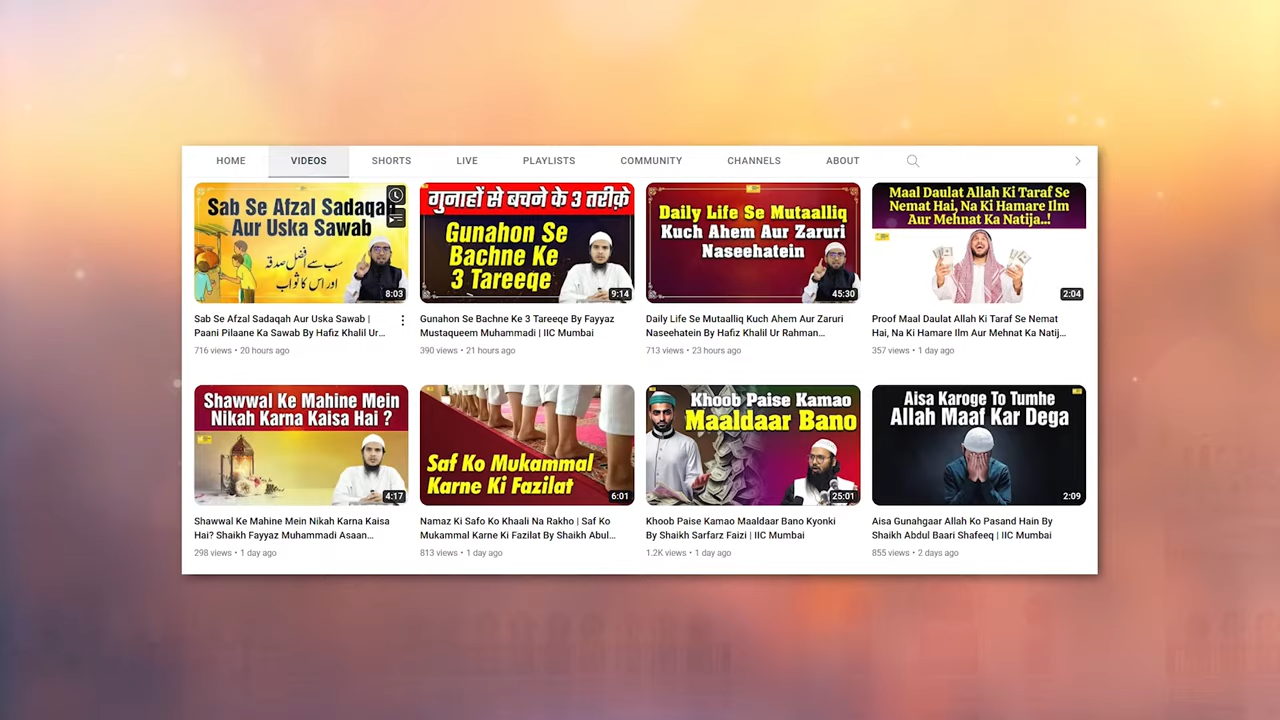 HOME VIDEOS SHORTS LIVE PLAYLISTS COMMUNITY CHANNELS ABOUT
Sab Se Afzal Sadaqah
Aur Uska Sawab
سب سے افضل صدقہ
اور اس کا ثواب
8:03
Sab Se Afzal Sadaqah Aur Uska Sawab |
Paani Pilaane Ka Sawab By Hafiz Khalil Ur...
716 views • 20 hours ago
गुनाहों से बचने के 3 तरीक़े
Gunahon Se
Bachne Ke
3 Tareeqe
9:14
Gunahon Se Bachne Ke 3 Tareeqe By Fayyaz
Mustaqueem Muhammadi | IIC Mumbai
390 views • 21 hours ago
Daily Life Se Mutaalliq
Kuch Ahem Aur Zaruri
Naseehatein
45:30
Daily Life Se Mutaalliq Kuch Ahem Aur Zaruri
Naseehatein By Hafiz Khalil Ur Rahman...
713 views • 23 hours ago
Maal Daulat Allah Ki Taraf Se
Nemat Hai, Na Ki Hamare Ilm
Aur Mehnat Ka Natija..!
2:04
Proof Maal Daulat Allah Ki Taraf Se Nemat
Hai, Na Ki Hamare Ilm Aur Mehnat Ka Natij...
357 views • 1 day ago
Shawwal Ke Mahine Mein
Nikah Karna Kaisa Hai ?
4:17
Shawwal Ke Mahine Mein Nikah Karna Kaisa
Hai? Shaikh Fayyaz Muhammadi Asaan...
298 views • 1 day ago
Saf Ko Mukammal
Karne Ki Fazilat
6:01
Namaz Ki Safo Ko Khaali Na Rakho | Saf Ko
Mukammal Karne Ki Fazilat By Shaikh Abul...
813 views • 1 day ago
Khoob Paise Kamao
Maaldaar Bano
25:01
Khoob Paise Kamao Maaldaar Bano Kyonki
By Shaikh Sarfarz Faizi | IIC Mumbai
1.2K views • 1 day ago
Aisa Karoge To Tumhe
Allah Maaf Kar Dega
2:09
Aisa Gunahgaar Allah Ko Pasand Hain By
Shaikh Abdul Baari Shafeeq | IIC Mumbai
855 views • 2 days ago